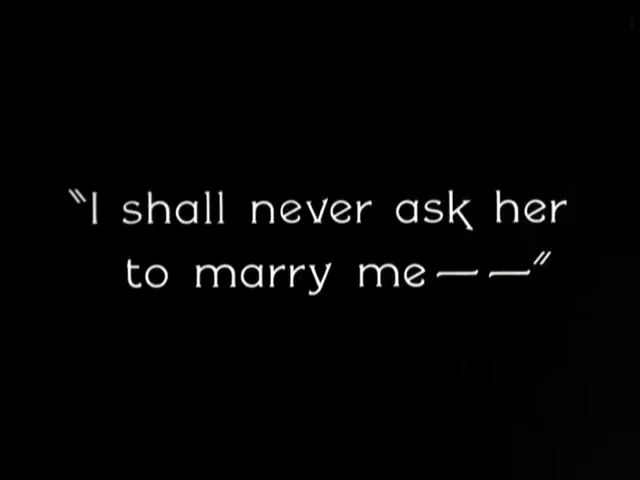 "I shall never ask her
to marry me — —"